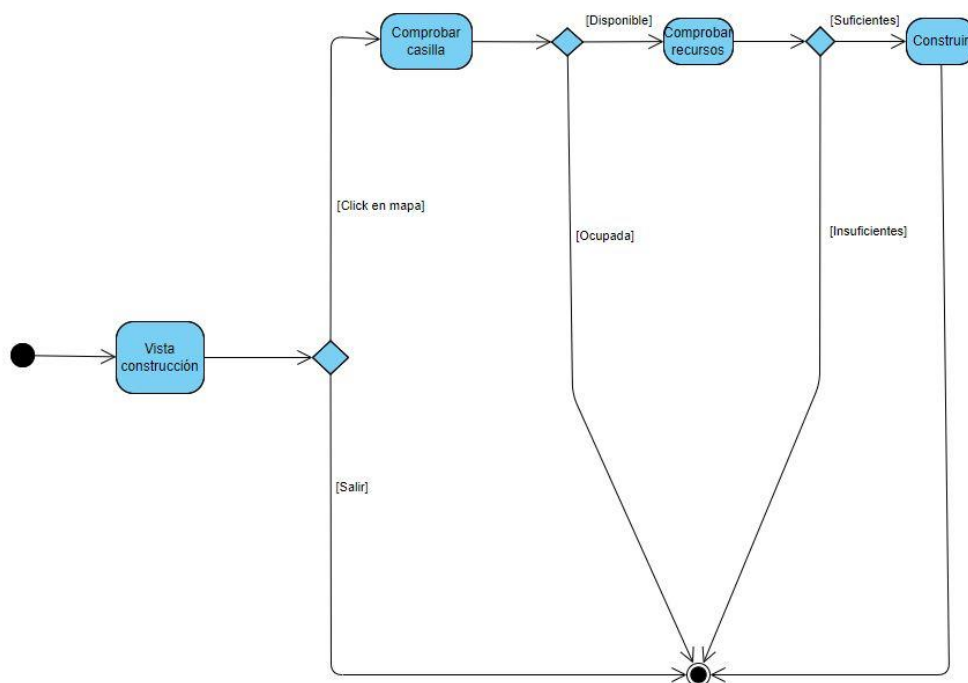 Comprobar
casilla
[Disponible]
Comprobar
recursos
[Suficientes]
Construir
[Click en mapa]
[Ocupada]
[Insuficientes]
Vista
construcción
[Salir]